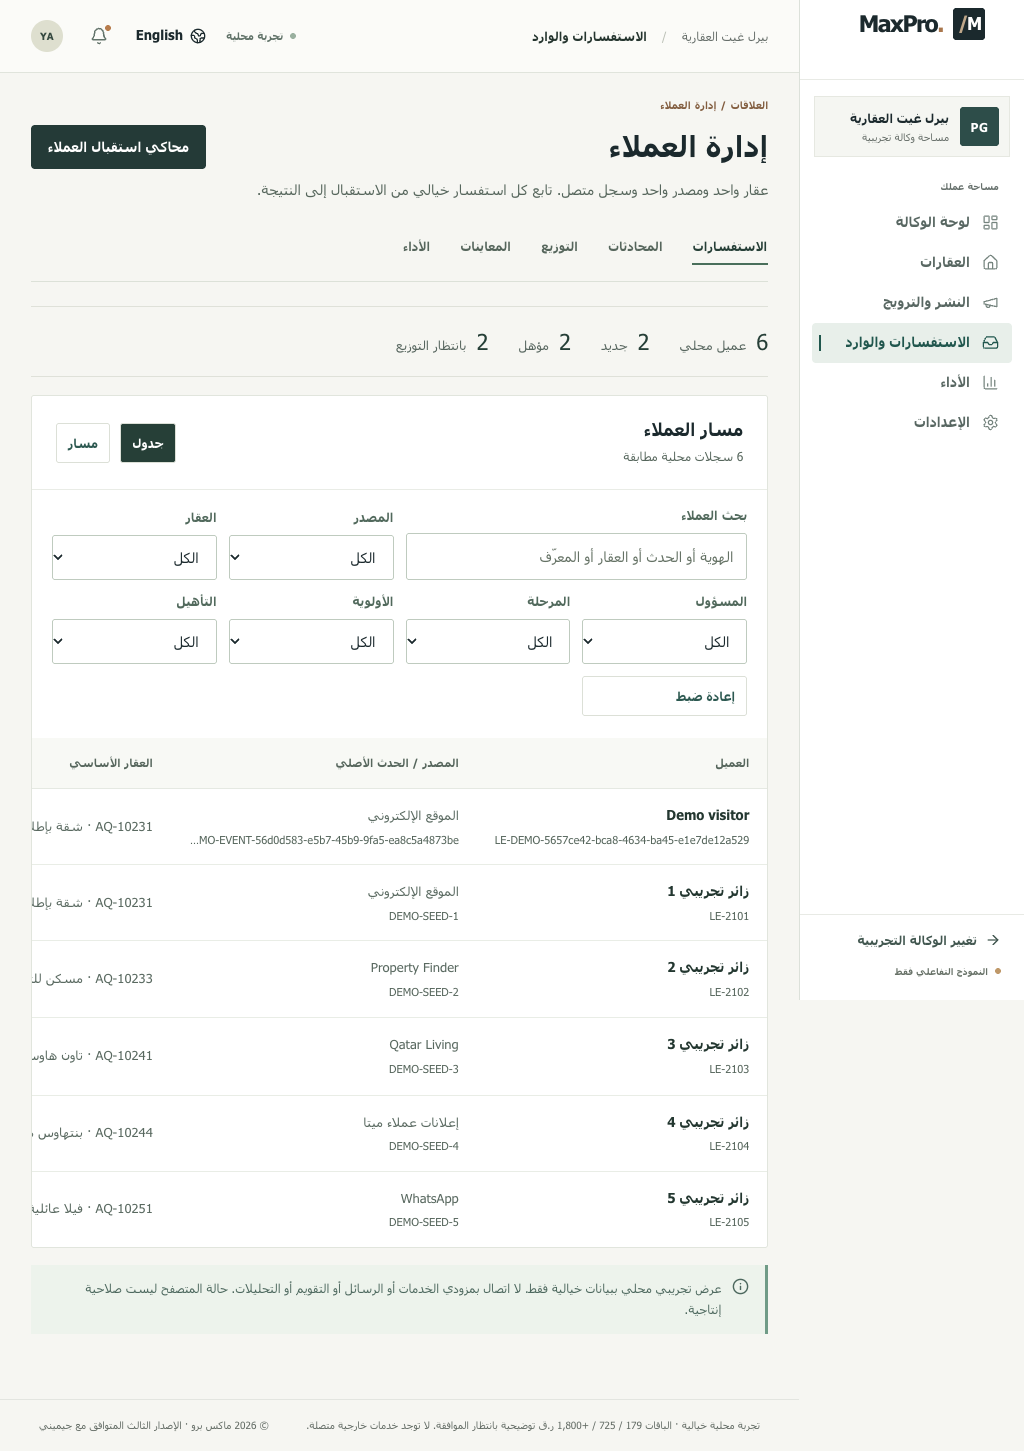 MaxPro.
/M
PG
بيرل غيت العقارية
مساحة وكالة تجريبية
مساحة عملك
لوحة الوكالة
العقارات
النشر والترويج
الاستفسارات والوارد
الأداء
الإعدادات
تغيير الوكالة التجريبية
النموذج التفاعلي فقط
بيرل غيت العقارية / الاستفسارات والوارد
تجربة محلية
English
YA
العلاقات / إدارة العملاء
إدارة العملاء
محاكي استقبال العملاء
عقار واحد ومصدر واحد وسجل متصل. تابع كل استفسار خيالي من الاستقبال إلى النتيجة.
الاستفسارات المحادثات التوزيع المعاينات الأداء
6 عميل محلي 2 جديد 2 مؤهل 2 بانتظار التوزيع
مسار العملاء
6 سجلات محلية مطابقة
جدول مسار
بحث العملاء المصدر العقار
الهوية أو الحدث أو العقار أو المعرّف الكل الكل
المسؤول المرحلة الأولوية التأهيل
الكل الكل الكل الكل
إعادة ضبط
العميل المصدر / الحدث الأصلي العقار الأساسي
Demo visitor الموقع الإلكتروني
AQ-10231 · شقة بإطلا
LE-DEMO-5657ce42-bca8-4634-ba45-e1e7de12a529 MO-EVENT-56d0d583-e5b7-45b9-9fa5-ea8c5a4873be...
زائر تجريبي 1 الموقع الإلكتروني
AQ-10231 · شقة بإطلا
LE-2101 DEMO-SEED-1
زائر تجريبي 2 Property Finder
AQ-10233 · مسكن للـ
LE-2102 DEMO-SEED-2
زائر تجريبي 3 Qatar Living
AQ-10241 · تاون هاوس
LE-2103 DEMO-SEED-3
زائر تجريبي 4 إعلانات عملاء ميتا
AQ-10244 · بنتهاوس
LE-2104 DEMO-SEED-4
زائر تجريبي 5 WhatsApp
AQ-10251 · فيلا عائلية
LE-2105 DEMO-SEED-5
عرض تجريبي محلي ببيانات خيالية فقط. لا اتصال بمزودي الخدمات أو الرسائل أو التقويم أو التحليلات. حالة المتصفح ليست صلاحية
إنتاجية.
تجربة محلية خيالية · الباقات 179 / 725 / +1,800 ر.ق توضيحية بانتظار الموافقة. لا توجد خدمات خارجية متصلة.
© 2026 ماكس برو · الإصدار الثالث المتوافق مع جيميني